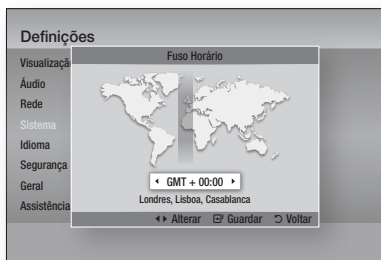 Definições
Fuso Horário
Visualizaçã
Áudio
Rede
Sistema
Idioma
Segurança
Geral
Assistência
GMT + 00:00
Londres, Lisboa, Casablanca
Alterar Guardar Voltar